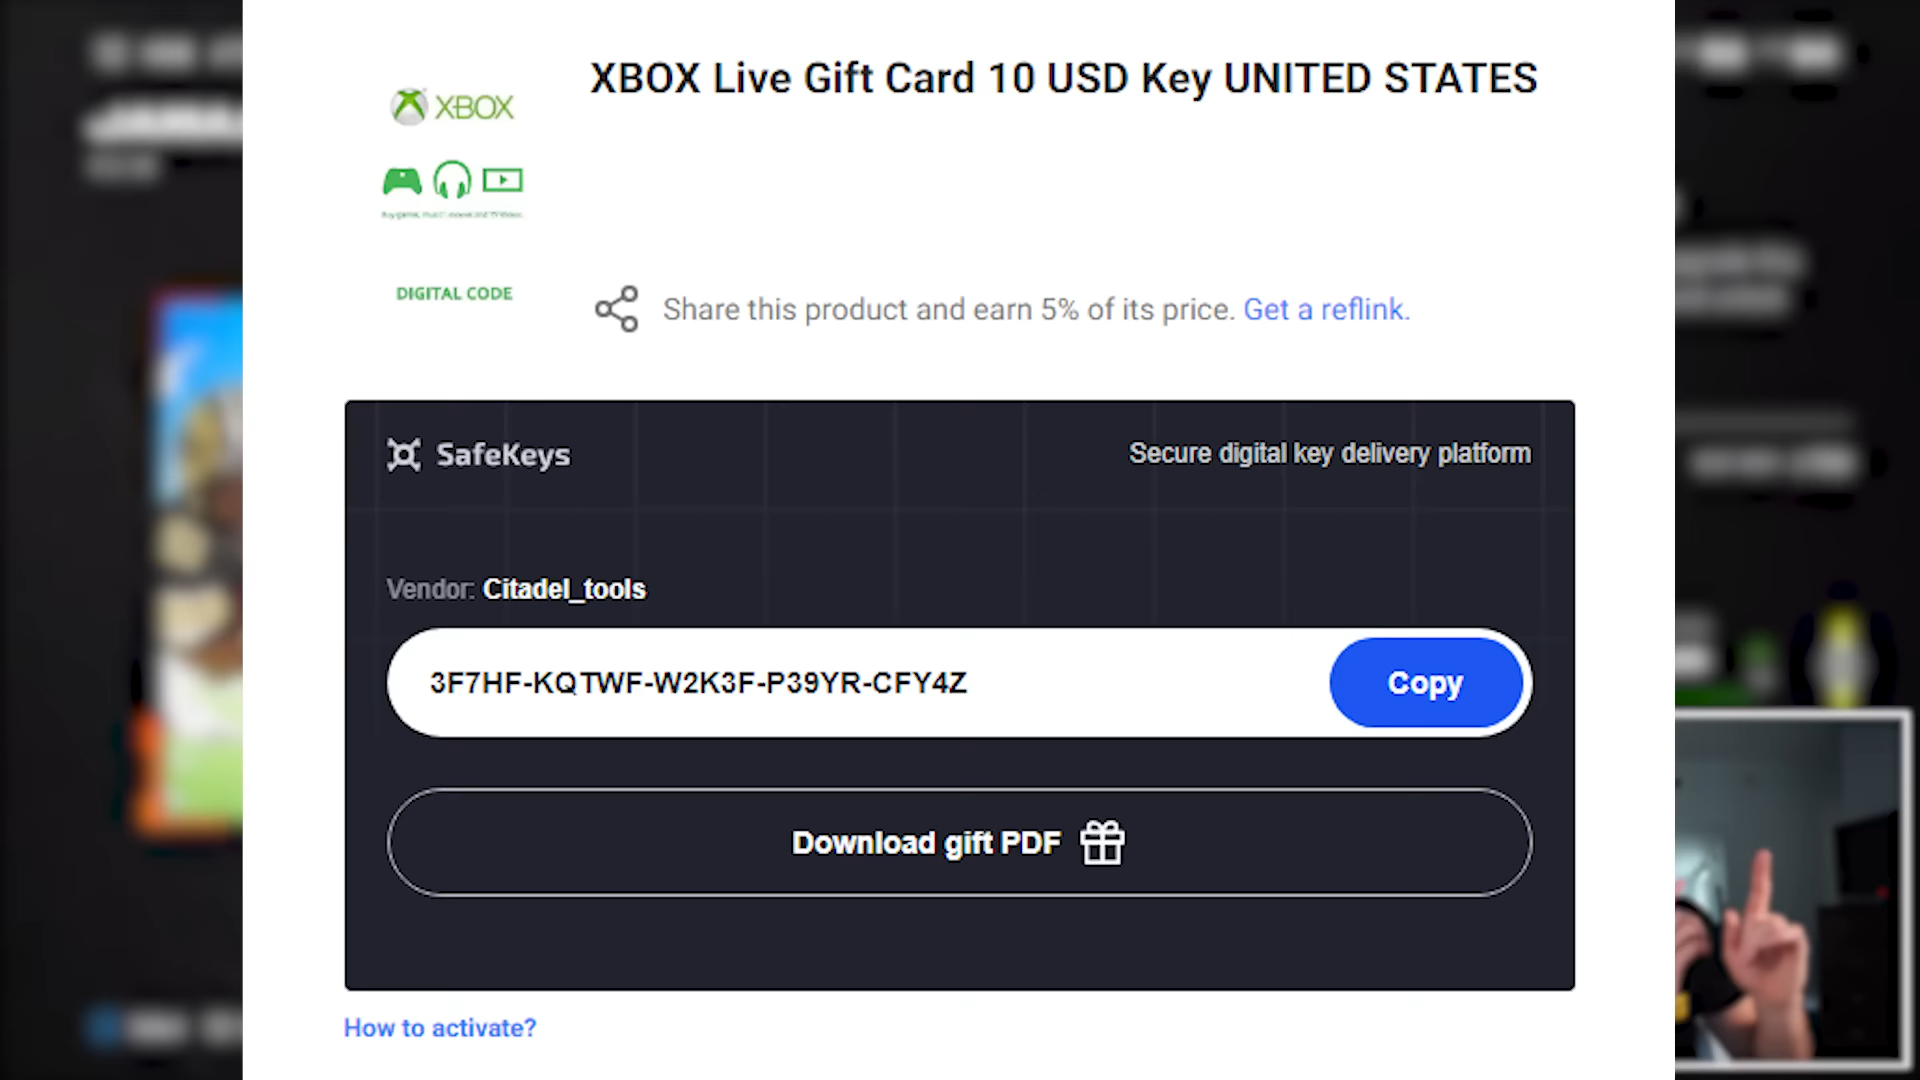 XBOX Live Gift Card 10 USD Key UNITED STATES
XBOX
DIGITAL CODE
Share this product and earn 5% of its price. Get a reflink.
SafeKeys
Secure digital key delivery platform
Vendor: Citadel_tools
3F7HF-KQTWF-W2K3F-P39YR-CFY4Z
Copy
Download gift PDF
How to activate?